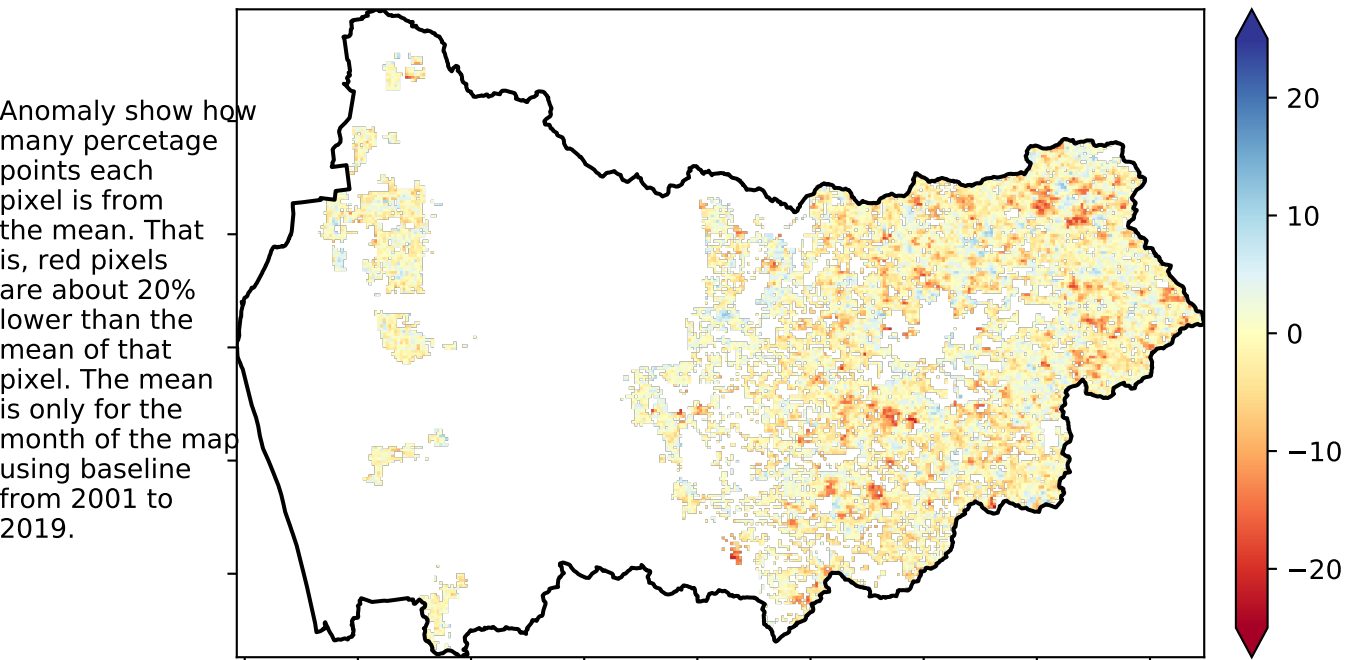 Anomaly show how
many percetage
points each
pixel is from
the mean. That
is, red pixels
are about 20%
lower than the
mean of that
pixel. The mean
is only for the
month of the map
using baseline
from 2001 to
2019.
20
10
0
−10
−20